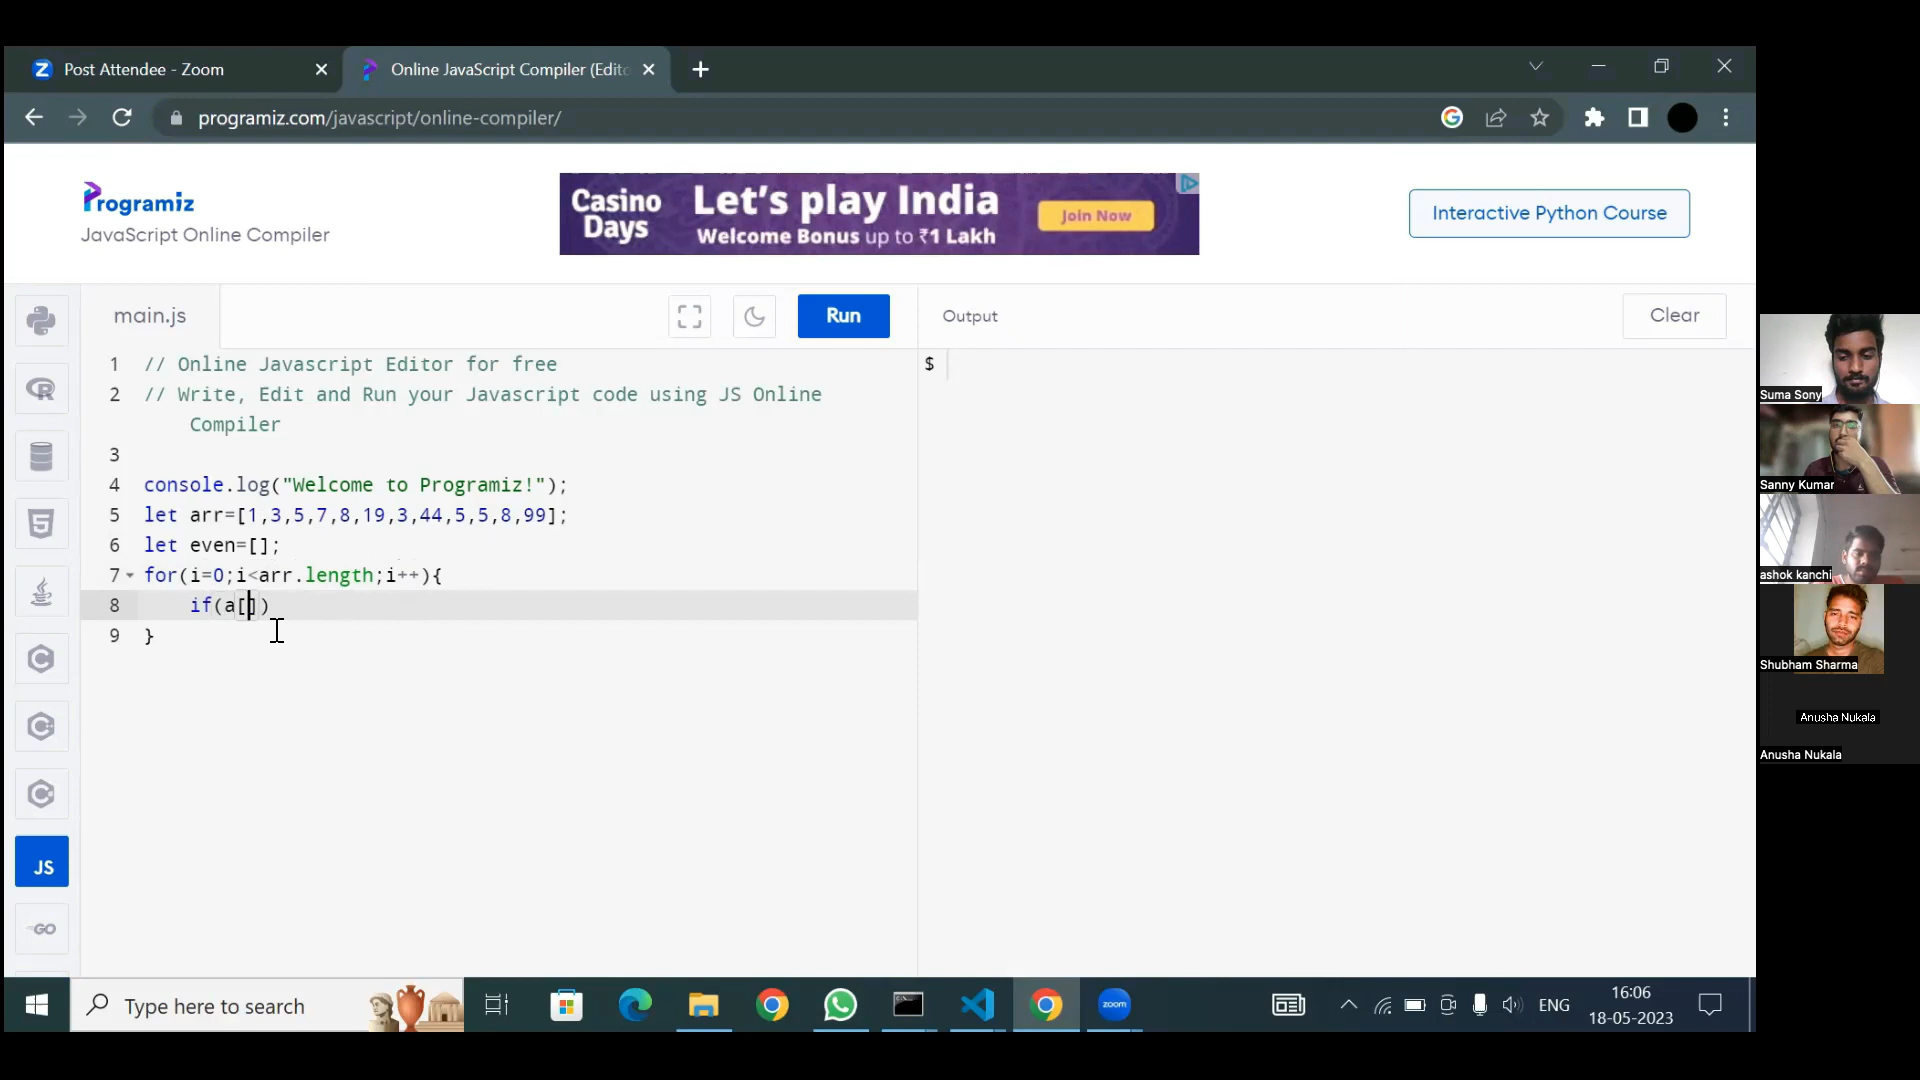 Post Attendee - Zoom
Online JavaScript Compiler (Edito
programiz.com/javascript/online-compiler/
Programiz
JavaScript Online Compiler
Casino Days
Let's play India
Welcome Bonus up to ₹1 Lakh
Join Now
Interactive Python Course
main.js
Run
Output
Clear
1 // Online Javascript Editor for free
2 // Write, Edit and Run your Javascript code using JS Online
Compiler
3
4 console.log("Welcome to Programiz!");
5 let arr=[1,3,5,7,8,19,3,44,5,5,8,99];
6 let even=[];
7 for(i=0;i<arr.length;i++){
8 if(a[])
9 }
$
JS
GO
Suma Sony
Sanny Kumar
ashok kanchi
Shubham Sharma
Anusha Nukala
Anusha Nukala
Type here to search
zoom
ENG
16:06
18-05-2023